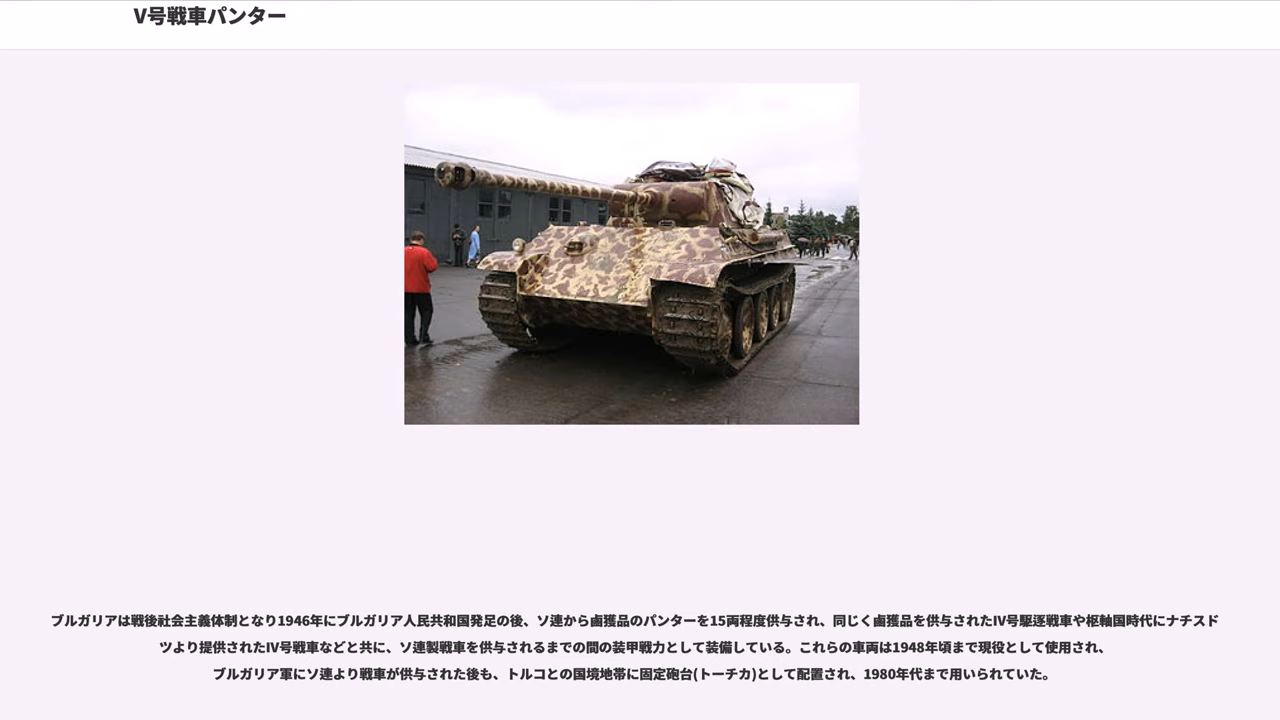 V号戦車パンター
ブルガリアは戦後社会主義体制となり1946年にブルガリア人民共和国発足の後、ソ連から鹵獲品のパンターを15両程度供与され、同じく鹵獲品を供与されたIV号駆逐戦車や枢軸国時代にナチスド
ツより提供されたIV号戦車などと共に、ソ連製戦車を供与されるまでの間の装甲戦力として装備している。これらの車両は1948年頃まで現役として使用され、
ブルガリア軍にソ連より戦車が供与された後も、トルコとの国境地帯に固定砲台(トーチカ)として配置され、1980年代まで用いられていた。